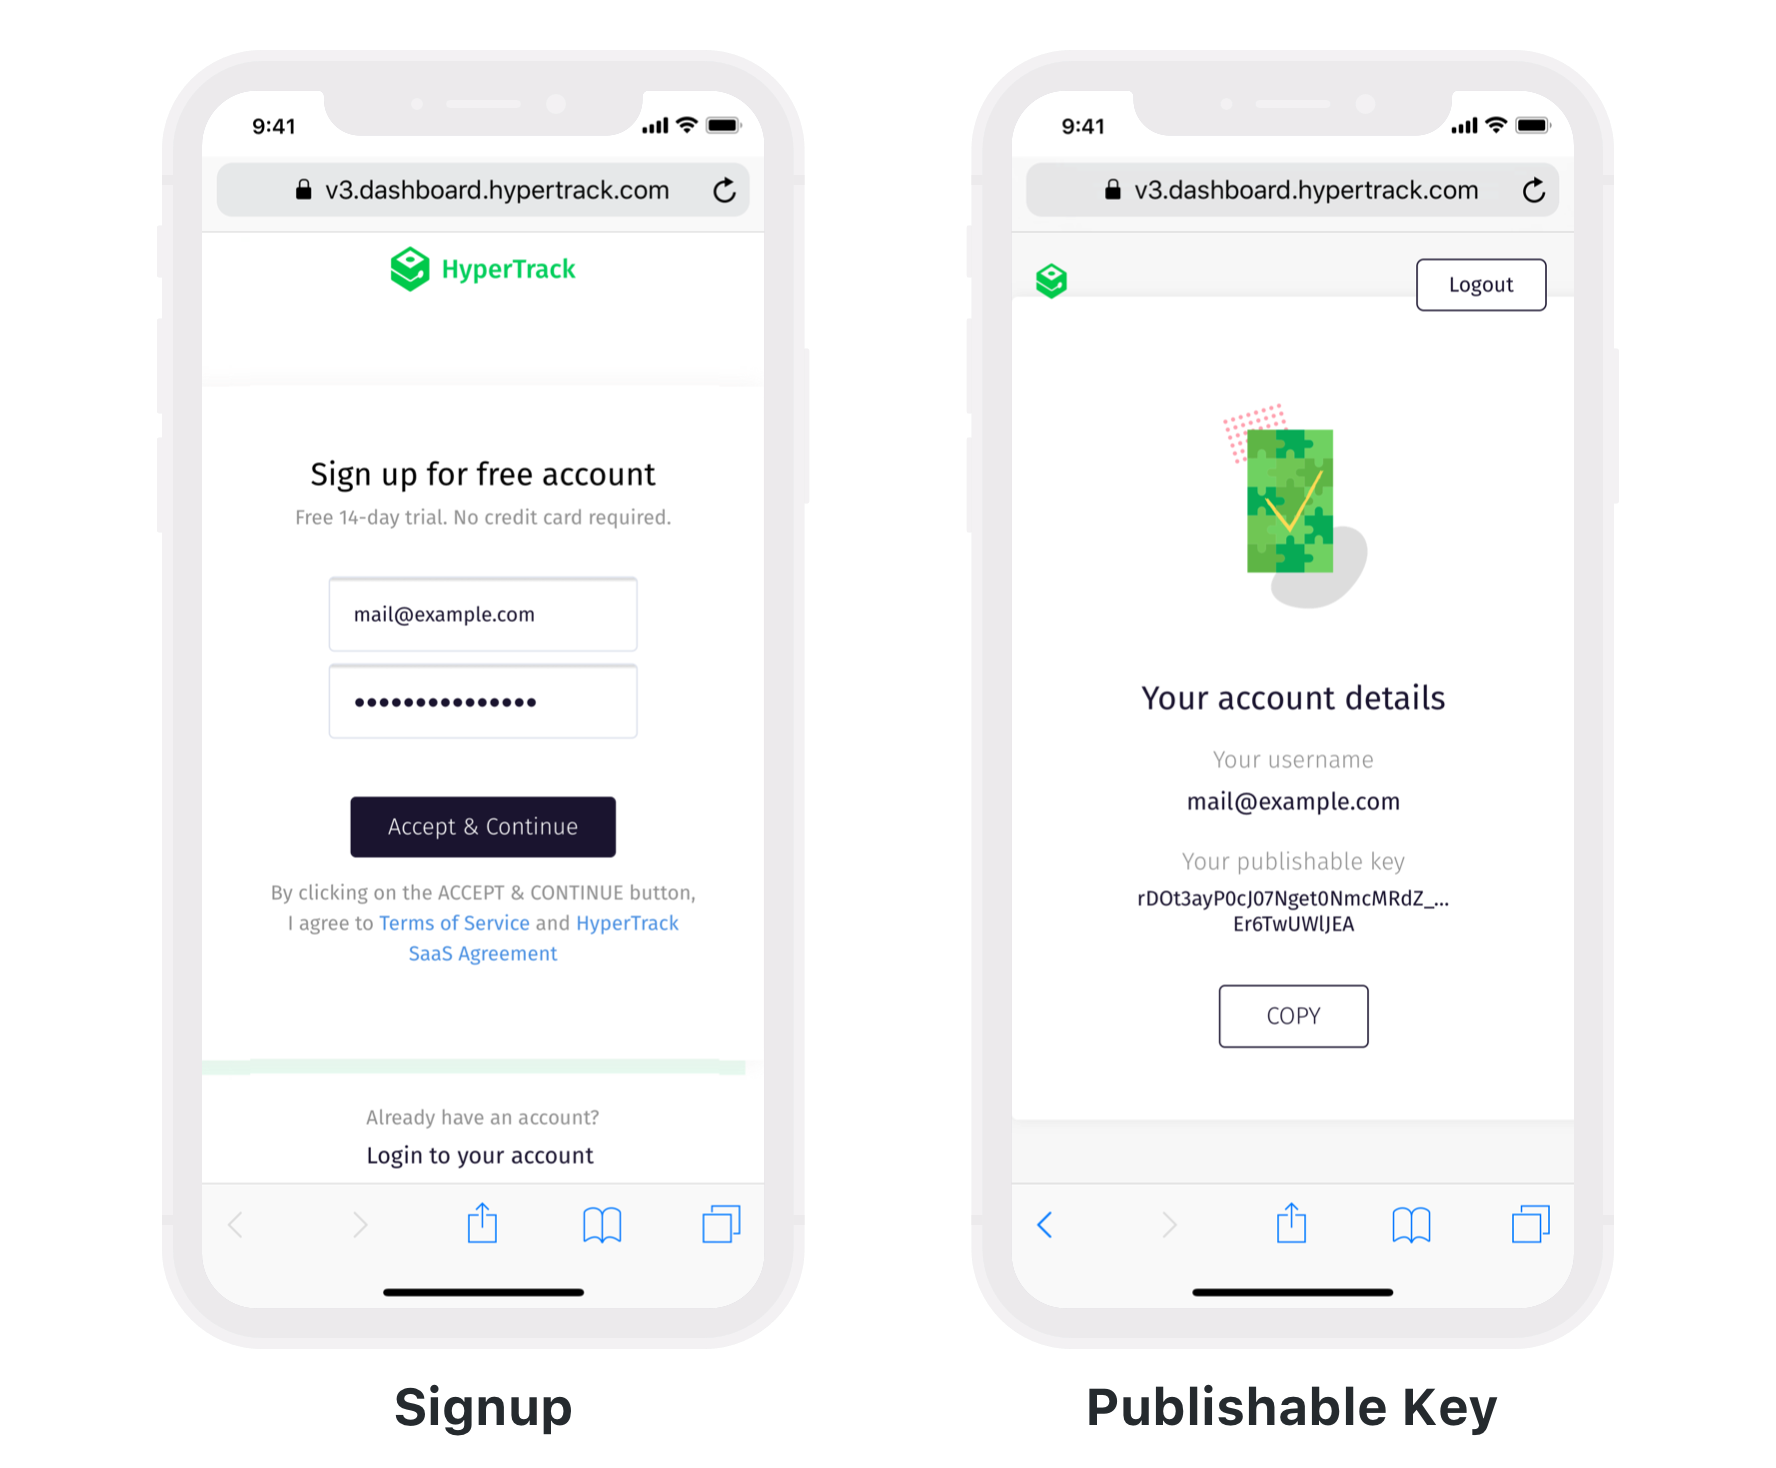 9:41
v3.dashboard.hypertrack.com
HyperTrack
Sign up for free account
Free 14-day trial. No credit card required.
mail@example.com
•••••••••••••••
Accept & Continue
By clicking on the ACCEPT & CONTINUE button,
I agree to Terms of Service and HyperTrack
SaaS Agreement
Already have an account?
Login to your account
Signup
9:41
v3.dashboard.hypertrack.com
Logout
Your account details
Your username
mail@example.com
Your publishable key
rDOt3ayP0cJ07Nget0NmcMRdZ_...
Er6TwUWlJEA
COPY
Publishable Key